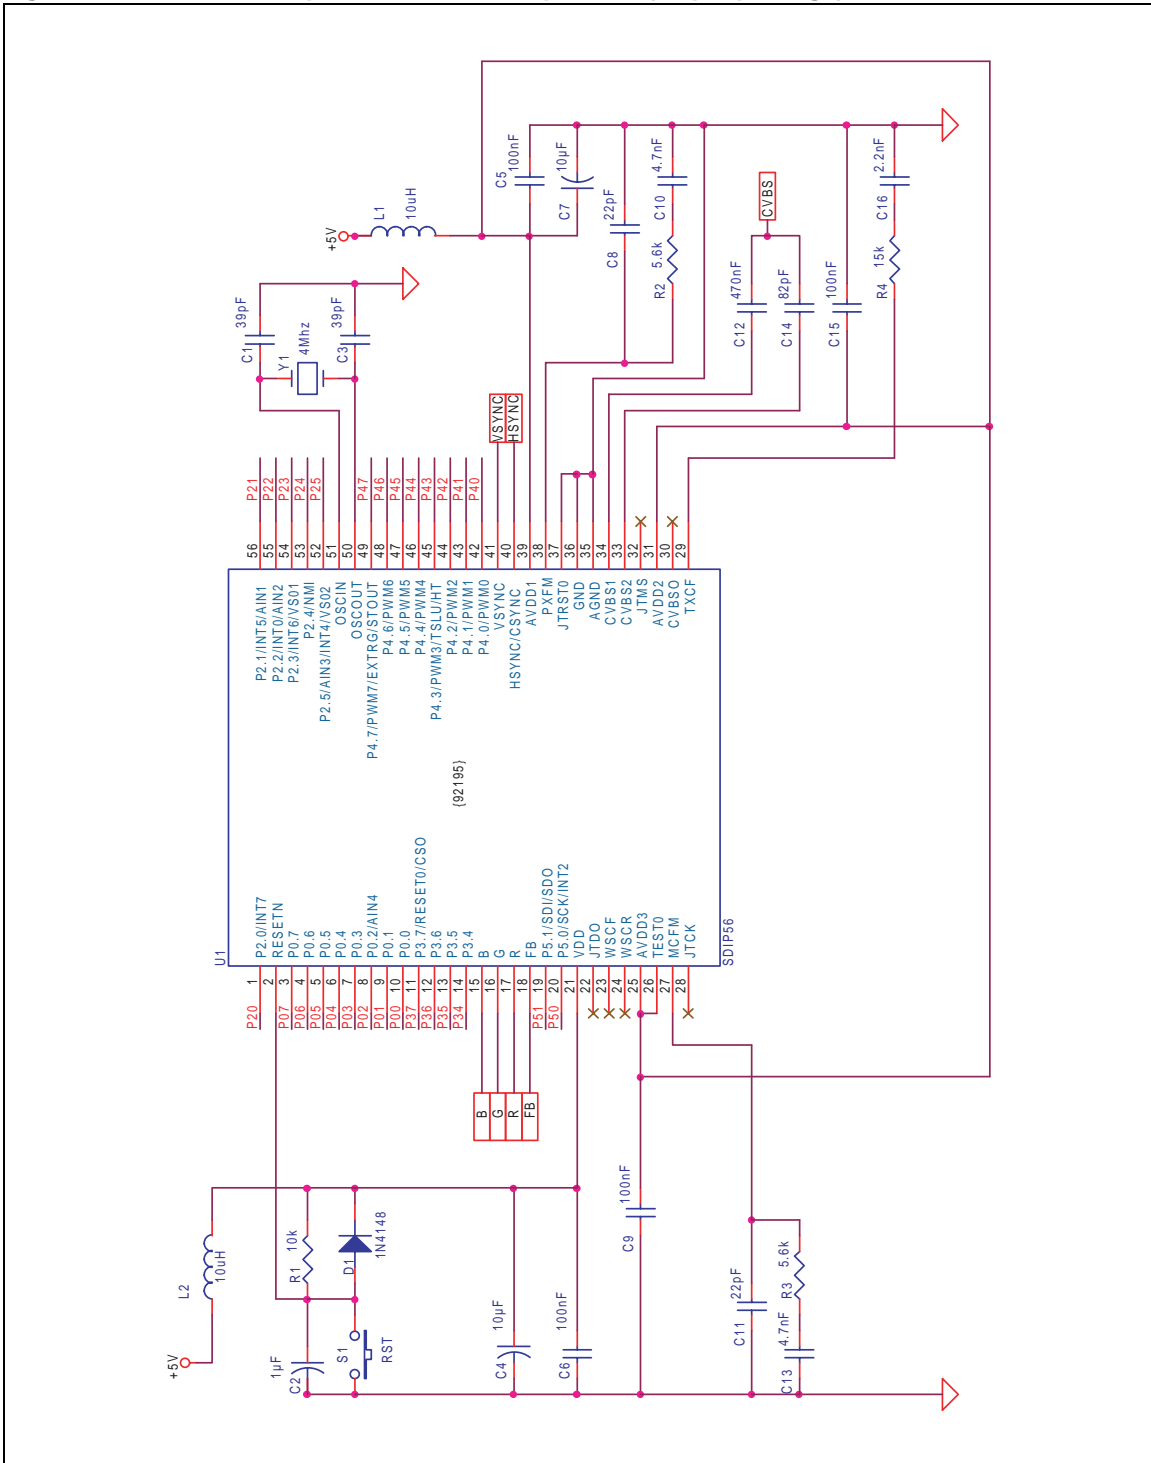 +5V
L1
10uH
C5
100nF
C7
10µF
C8
22pF
C10
4.7nF
R2
5.6k
CVBS
C12
470nF
C14
82pF
C15
100nF
C16
2.2nF
R4
15k
C1
39pF
Y1
4Mhz
C3
39pF
VSYNC
HSYNC
P21
P22
P23
P24
P25
P47
P46
P45
P44
P43
P42
P41
P40
56
55
54
53
52
51
50
49
48
47
46
45
44
43
42
41
40
39
38
37
36
35
34
33
32
31
30
29
P2.1/INT5/AIN1
P2.2/INT0/AIN2
P2.3/INT6/VS01
P2.4/NMI
P2.5/AIN3/INT4/VS02
OSCIN
OSCOUT
P4.7/PWM7/EXTRG/STOUT
P4.6/PWM6
P4.5/PWM5
P4.4/PWM4
P4.3/PWM3/TSLU/HT
P4.2/PWM2
P4.1/PWM1
P4.0/PWM0
VSYNC
HSYNC/CSYNC
AVDD1
PXFM
JTRST0
GND
AGND
CVBS1
CVBS2
JTMS
AVDD2
CVBSO
TXCF
{92195}
U1
SDIP56
P2.0/INT7
RESETN
P0.7
P0.6
P0.5
P0.4
P0.3
P0.2/AIN4
P0.1
P0.0
P3.7/RESET0/CSO
P3.6
P3.5
P3.4
B
G
R
FB
P5.1/SDI/SDO
P5.0/SCK/INT2
VDD
JTDO
WSCF
WSCR
AVDD3
TEST0
MCFM
JTCK
1
2
3
4
5
6
7
8
9
10
11
12
13
14
15
16
17
18
19
20
21
22
23
24
25
26
27
28
P20
P07
P06
P05
P04
P03
P02
P01
P00
P37
P36
P35
P34
P51
P50
B
G
R
FB
+5V
L2
10uH
R1
10k
D1
1N4148
C2
1µF
S1
RST
C4
10µF
C6
100nF
C9
100nF
C11
22pF
R3
5.6k
C13
4.7nF